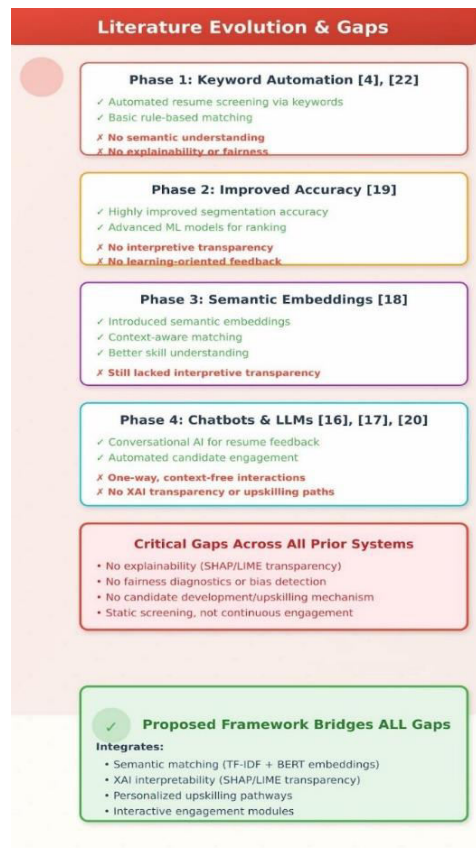 Literature Evolution & Gaps
Phase 1: Keyword Automation [4], [22]
✓ Automated resume screening via keywords
✓ Basic rule-based matching
✗ No semantic understanding
✗ No explainability or fairness
Phase 2: Improved Accuracy [19]
✓ Highly improved segmentation accuracy
✓ Advanced ML models for ranking
✗ No interpretive transparency
✗ No learning-oriented feedback
Phase 3: Semantic Embeddings [18]
✓ Introduced semantic embeddings
✓ Context-aware matching
✓ Better skill understanding
✗ Still lacked interpretive transparency
Phase 4: Chatbots & LLMs [16], [17], [20]
✓ Conversational AI for resume feedback
✓ Automated candidate engagement
✗ One-way, context-free interactions
✗ No XAI transparency or upskilling paths
Critical Gaps Across All Prior Systems
• No explainability (SHAP/LIME transparency)
• No fairness diagnostics or bias detection
• No candidate development/upskilling mechanism
• Static screening, not continuous engagement
✓ Proposed Framework Bridges ALL Gaps
Integrates:
• Semantic matching (TF-IDF + BERT embeddings)
• XAI interpretability (SHAP/LIME transparency)
• Personalized upskilling pathways
• Interactive engagement modules